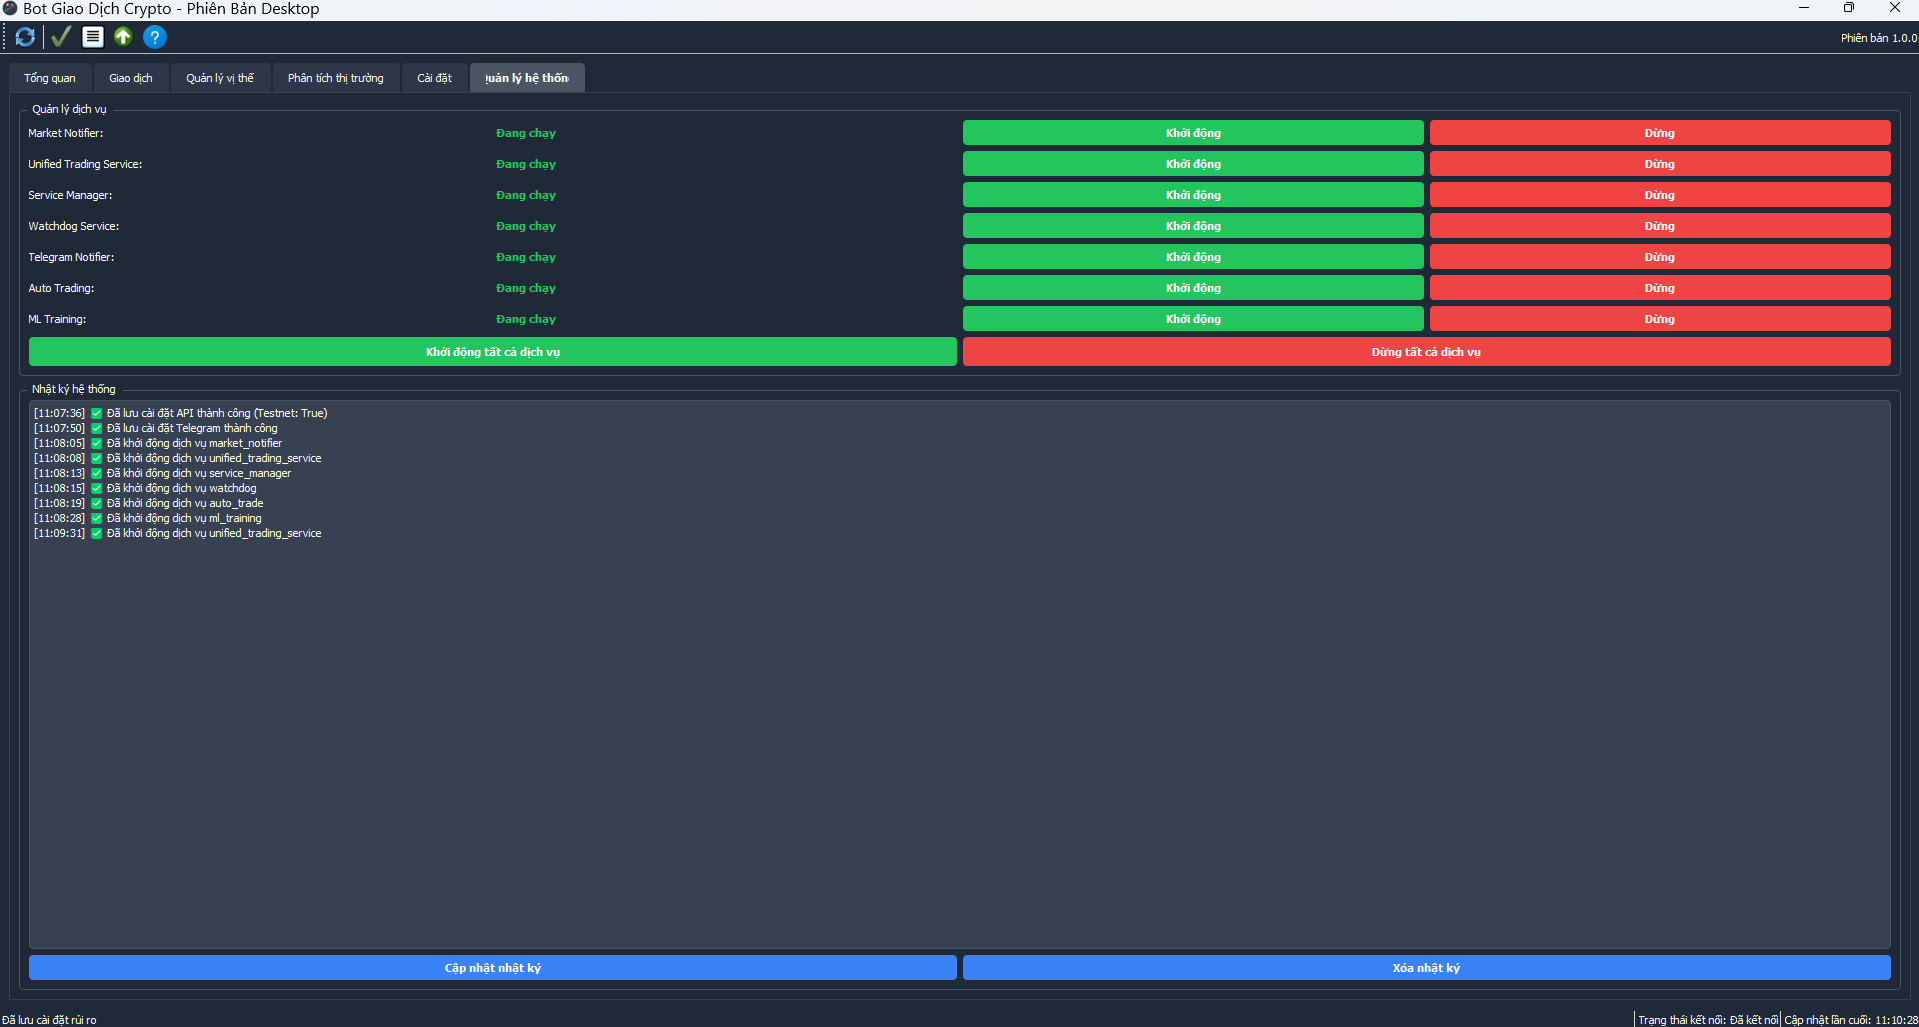 Bot Giao Dịch Crypto - Phiên Bản Desktop
Phiên bản 1.0.0
Tổng quan Giao dịch Quản lý vị thế Phân tích thị trường Cài đặt Quản lý hệ thốn
Quản lý dịch vụ
Market Notifier: Đang chạy Khởi động Dừng
Unified Trading Service: Đang chạy Khởi động Dừng
Service Manager: Đang chạy Khởi động Dừng
Watchdog Service: Đang chạy Khởi động Dừng
Telegram Notifier: Đang chạy Khởi động Dừng
Auto Trading: Đang chạy Khởi động Dừng
ML Training: Đang chạy Khởi động Dừng
Khởi động tất cả dịch vụ Dừng tất cả dịch vụ
Nhật ký hệ thống
[11:07:36] ✅ Đã lưu cài đặt API thành công (Testnet: True)
[11:07:50] ✅ Đã lưu cài đặt Telegram thành công
[11:08:05] ✅ Đã khởi động dịch vụ market_notifier
[11:08:08] ✅ Đã khởi động dịch vụ unified_trading_service
[11:08:13] ✅ Đã khởi động dịch vụ service_manager
[11:08:15] ✅ Đã khởi động dịch vụ watchdog
[11:08:19] ✅ Đã khởi động dịch vụ auto_trade
[11:08:28] ✅ Đã khởi động dịch vụ ml_training
[11:09:31] ✅ Đã khởi động dịch vụ unified_trading_service
Cập nhật nhật ký Xóa nhật ký
Đã lưu cài đặt rủi ro Trạng thái kết nối: Đã kết nối Cập nhật lần cuối: 11:10:28